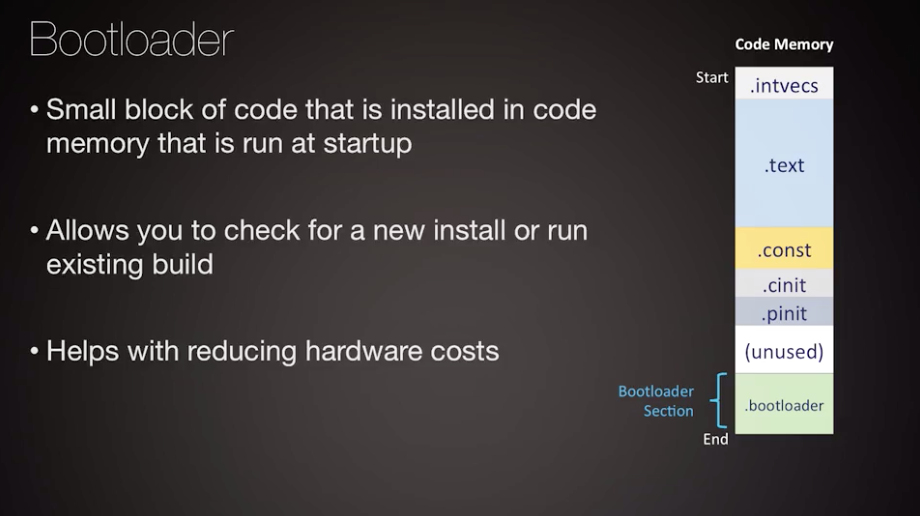 Bootloader
• Small block of code that is installed in code
memory that is run at startup
• Allows you to check for a new install or run
existing build
• Helps with reducing hardware costs
Code Memory
Start
.intvecs
.text
.const
.cinit
.pinit
(unused)
Bootloader
Section
.bootloader
End